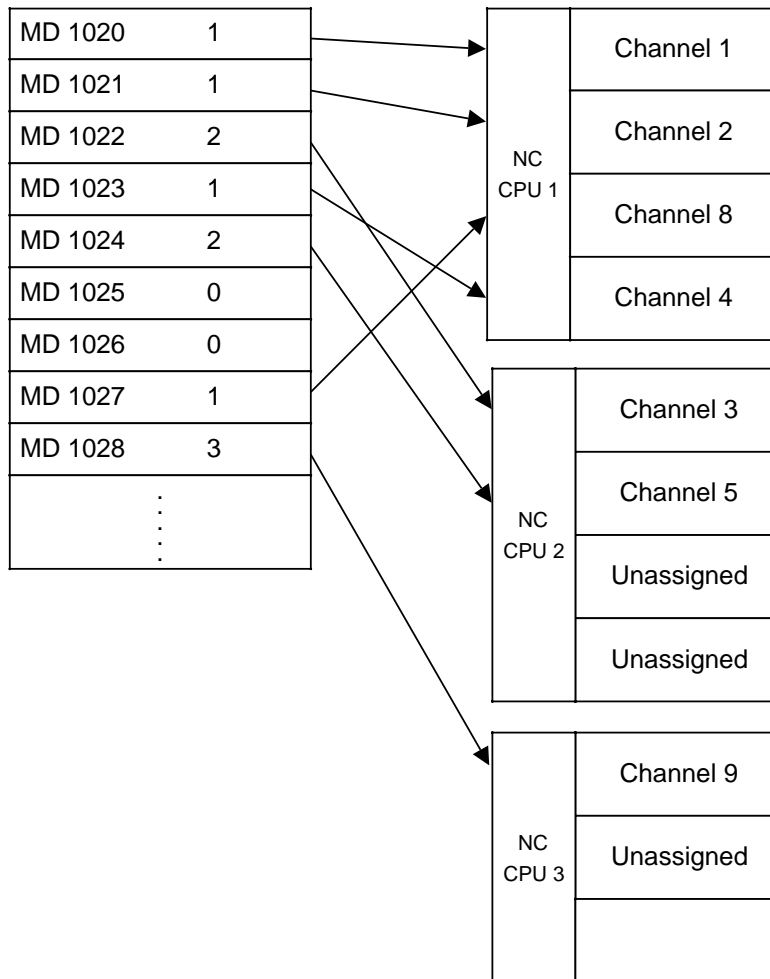 MD 1020 1
MD 1021 1
MD 1022 2
MD 1023 1
MD 1024 2
MD 1025 0
MD 1026 0
MD 1027 1
MD 1028 3
.
.
.
.
.
NC
CPU 1
Channel 1
Channel 2
Channel 8
Channel 4
NC
CPU 2
Channel 3
Channel 5
Unassigned
Unassigned
NC
CPU 3
Channel 9
Unassigned